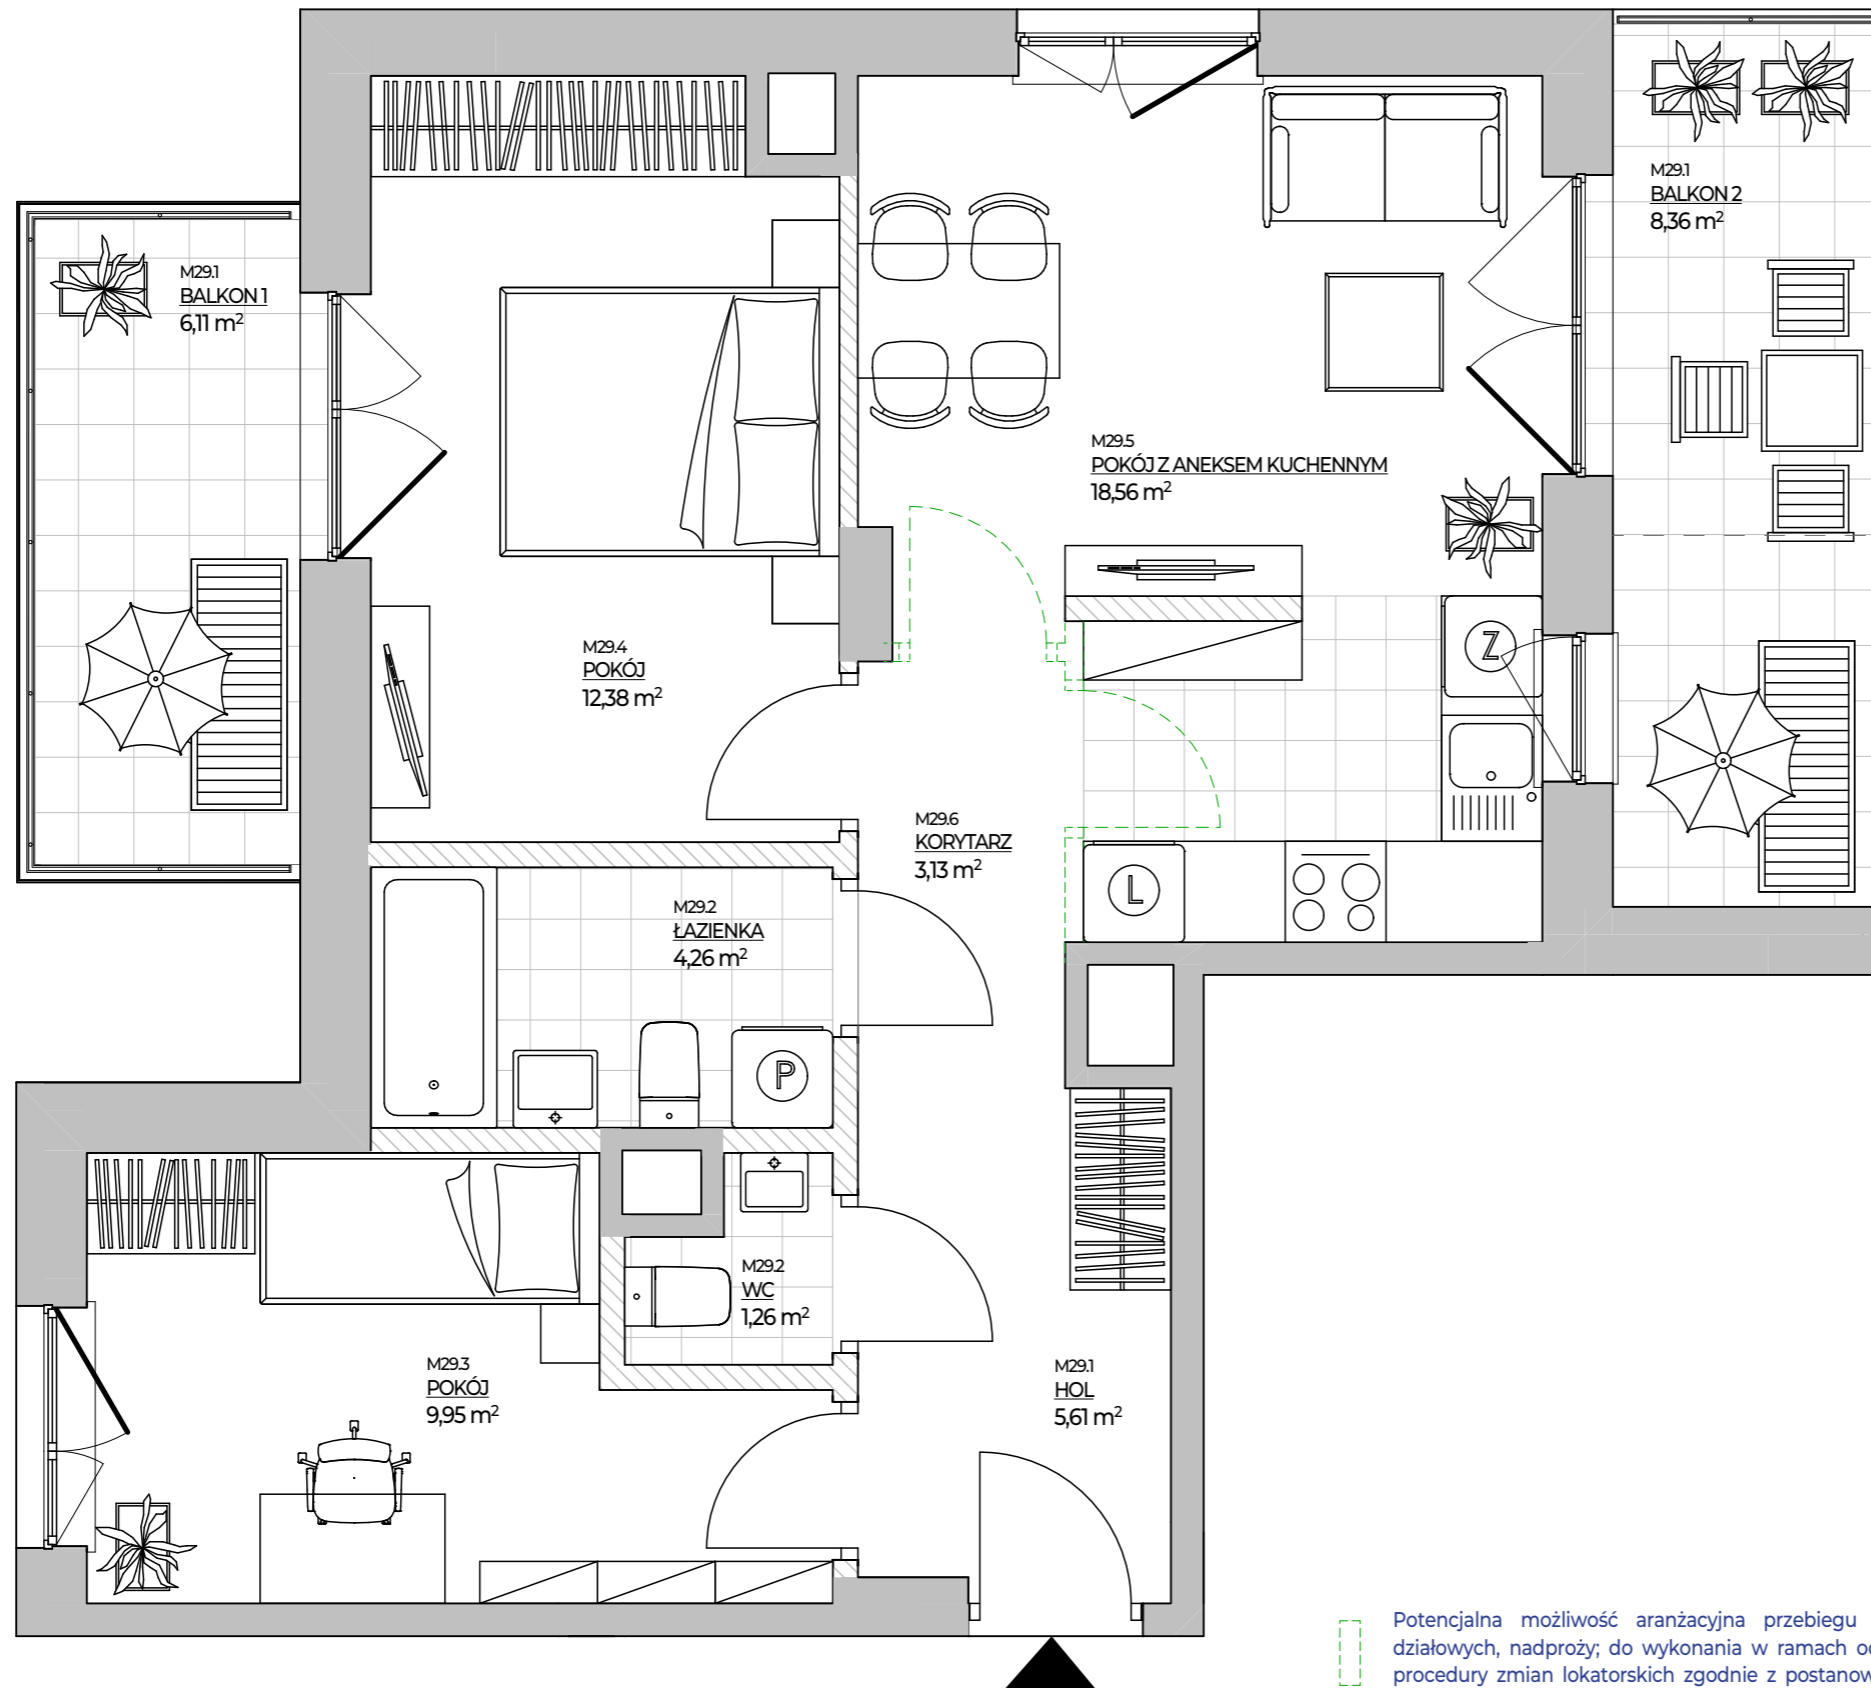 M29.1
BALKON 1
6,11 m²
M29.1
BALKON 2
8,36 m²
M29.5
POKÓJ Z ANEKSEM KUCHENNYM
18,56 m²
M29.4
POKÓJ
12,38 m²
Z
M29.6
KORYTARZ
3,13 m²
L
M29.2
ŁAZIENKA
4,26 m²
P
M29.2
WC
1,26 m²
M29.3
POKÓJ
9,95 m²
M29.1
HOL
5,61 m²
Potencjalna możliwość aranżacyjna przebiegu
działowych, nadproży; do wykonania w ramach
procedury zmian lokatorskich zgodnie z